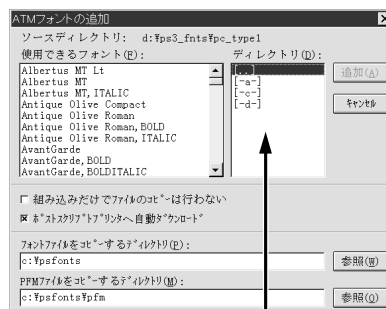 ATMフォントの追加
ソースディレクトリ: d:¥ps3_fnts¥pc_type1
使用できるフォント(F):
ディレクトリ(D):
Albertus MT Lt
Albertus MT
Albertus MT,ITALIC
Antique Olive Compact
Antique Olive Roman
Antique Olive Roman,BOLD
Antique Olive Roman,ITALIC
AvantGarde
AvantGarde,BOLD
AvantGarde,BOLDITALIC
[..]
[-a-]
[-c-]
[-d-]
追加(A)
ｷｬﾝｾﾙ
組み込みだけでﾌｧｲﾙのｺﾋﾟｰは行わない
ﾎﾟｽﾄｽｸﾘﾌﾟﾄﾌﾟﾘﾝﾀへ自動ﾀﾞｳﾝﾛｰﾄﾞ
ﾌｫﾝﾄﾌｧｲﾙをｺﾋﾟｰするﾃﾞｨﾚｸﾄﾘ(P):
c:¥psfonts
参照(W)
PFMﾌｧｲﾙをｺﾋﾟｰするﾃﾞｨﾚｸﾄﾘ(M):
c:¥psfonts¥pfm
参照(O)